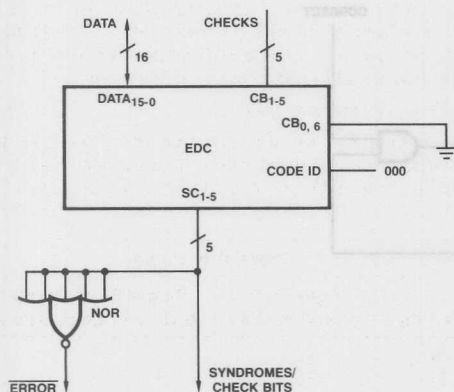 DATA
CHECKS
16
5
DATA15-0
CB1-5
CB0, 6
EDC
CODE ID
000
SC1-5
5
NOR
ERROR
SYNDROMES/
CHECK BITS